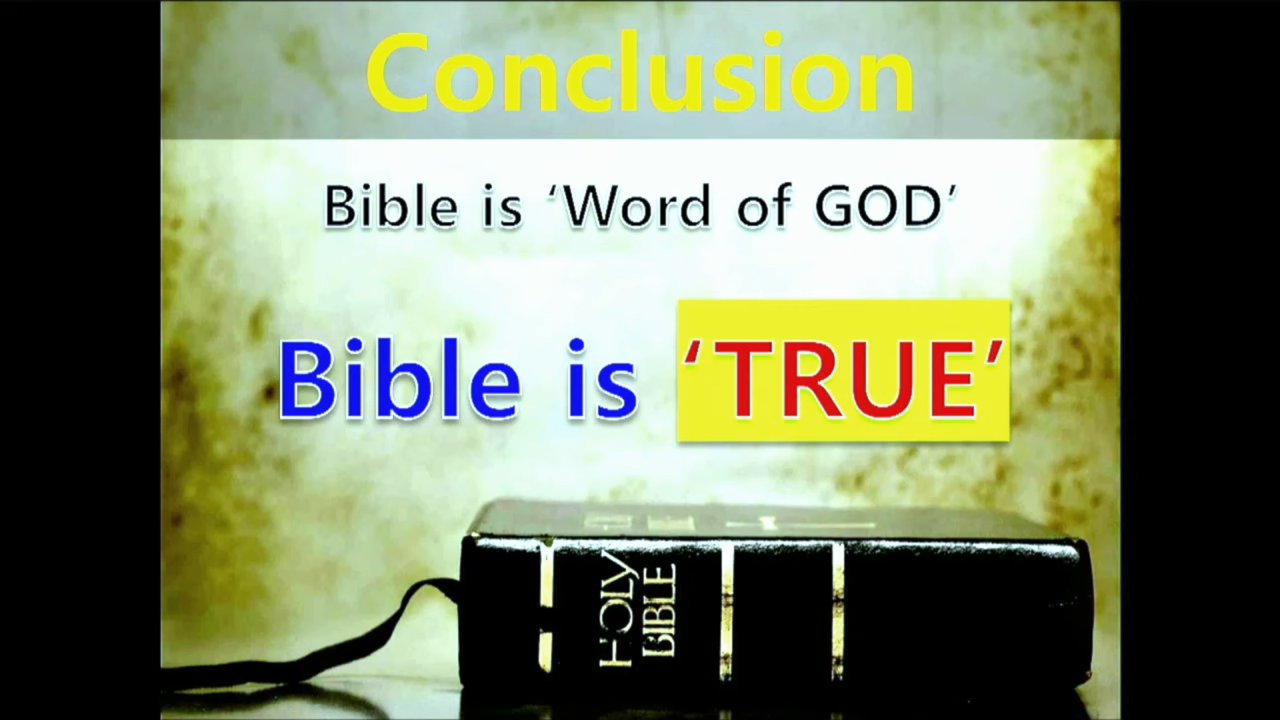 Conclusion
Bible is ‘Word of GOD’
Bible is ‘TRUE’
HOLY
BIBLE